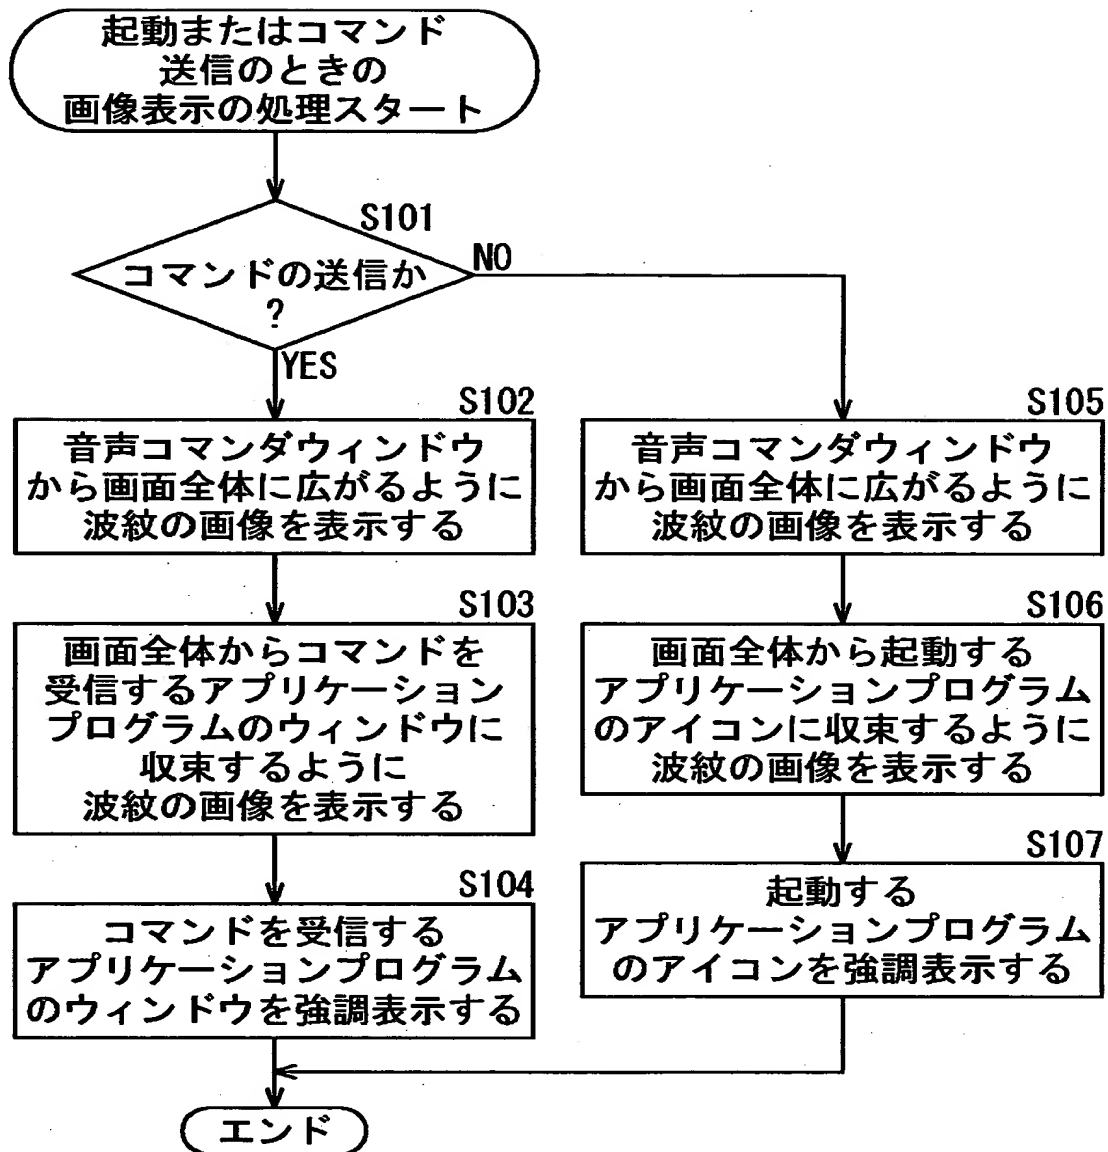 起動またはコマンド
送信のときの
画像表示の処理スタート
S101
コマンドの送信か
?
NO
YES
S102
音声コマンダウィンドウ
から画面全体に広がるように
波紋の画像を表示する
S103
画面全体からコマンドを
受信するアプリケーション
プログラムのウィンドウに
収束するように
波紋の画像を表示する
S104
コマンドを受信する
アプリケーションプログラム
のウィンドウを強調表示する
S105
音声コマンダウィンドウ
から画面全体に広がるように
波紋の画像を表示する
S106
画面全体から起動する
アプリケーションプログラム
のアイコンに収束するように
波紋の画像を表示する
S107
起動する
アプリケーションプログラム
のアイコンを強調表示する
エンド